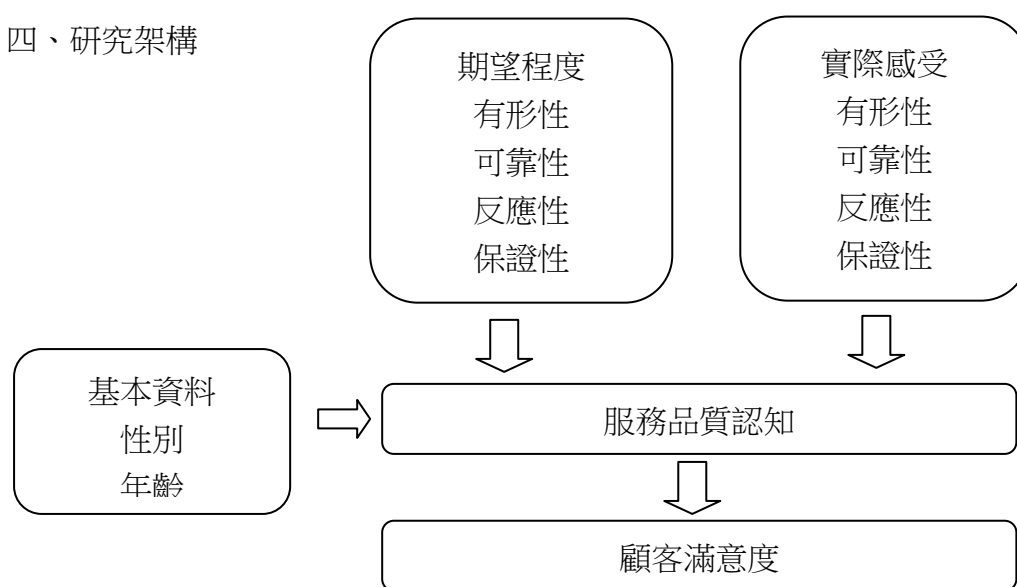 四、研究架構
期望程度
有形性
可靠性
反應性
保證性
實際感受
有形性
可靠性
反應性
保證性
基本資料
性別
年齡
服務品質認知
顧客滿意度